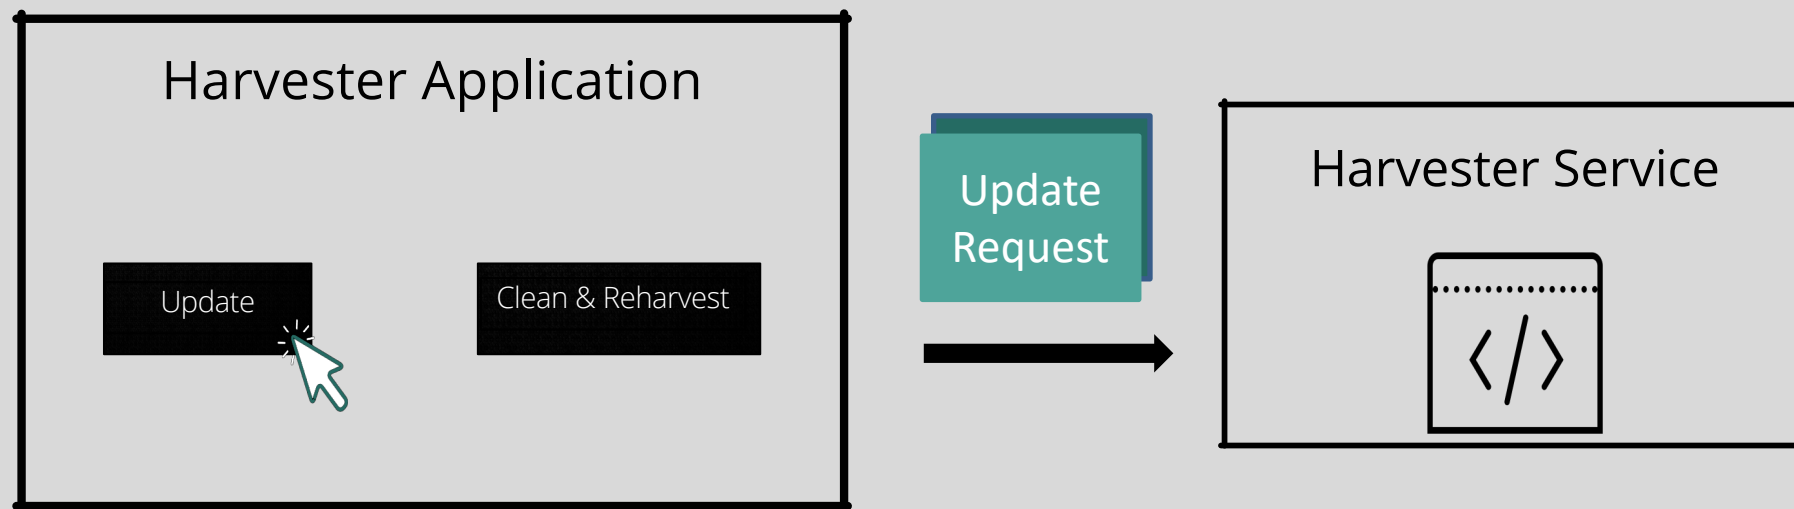 Harvester Application
Update
Clean & Reharvest
Update
Request
Harvester Service
</>